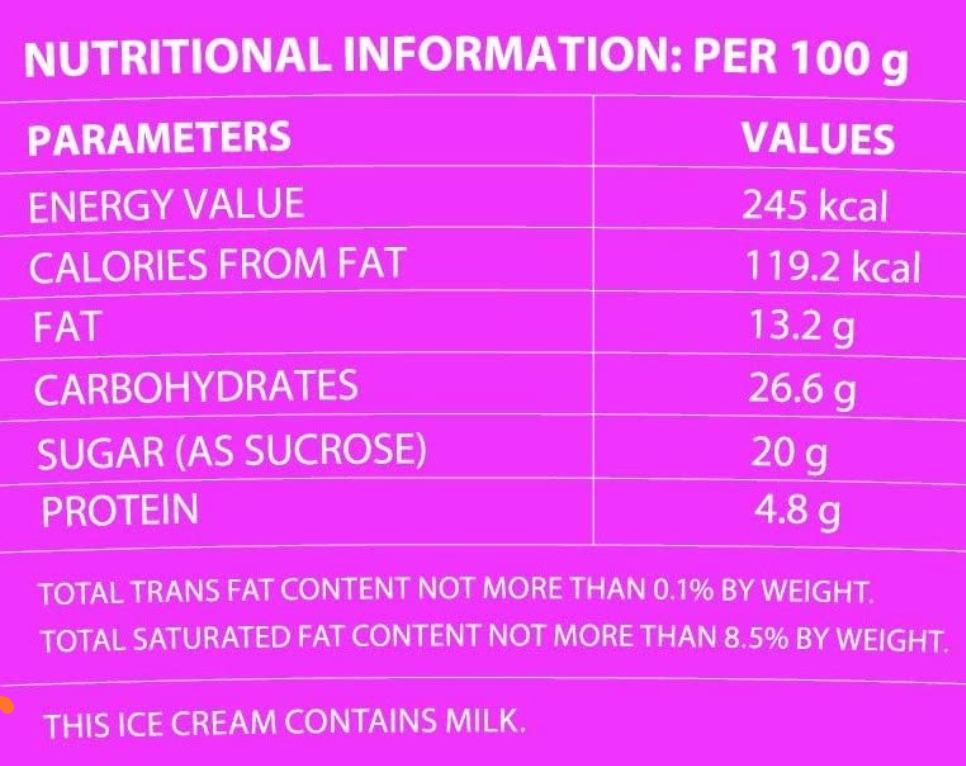 NUTRITIONAL INFORMATION: PER 100 g
PARAMETERS VALUES
ENERGY VALUE 245 kcal
CALORIES FROM FAT 119.2 kcal
FAT 13.2 g
CARBOHYDRATES 26.6 g
SUGAR (AS SUCROSE) 20 g
PROTEIN 4.8 g
TOTAL TRANS FAT CONTENT NOT MORE THAN 0.1% BY WEIGHT.
TOTAL SATURATED FAT CONTENT NOT MORE THAN 8.5% BY WEIGHT.
THIS ICE CREAM CONTAINS MILK.